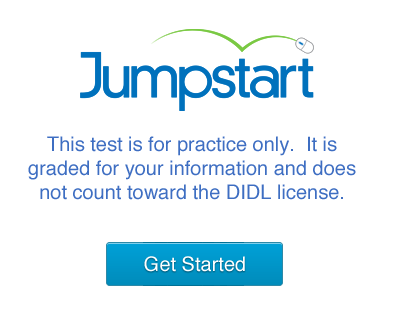 Jumpstart
This test is for practice only.  It is
graded for your information and does
not count toward the DIDL license.
Get Started